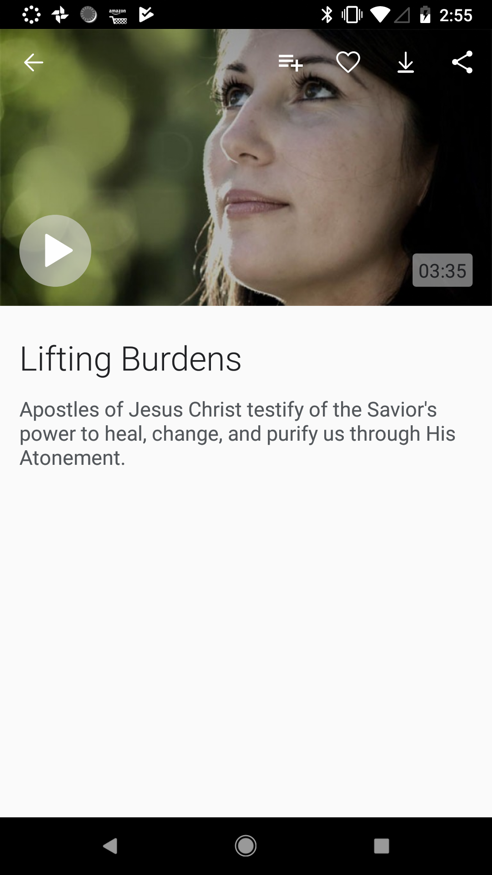 amazon
2:55
03:35
Lifting Burdens
Apostles of Jesus Christ testify of the Savior's
power to heal, change, and purify us through His
Atonement.